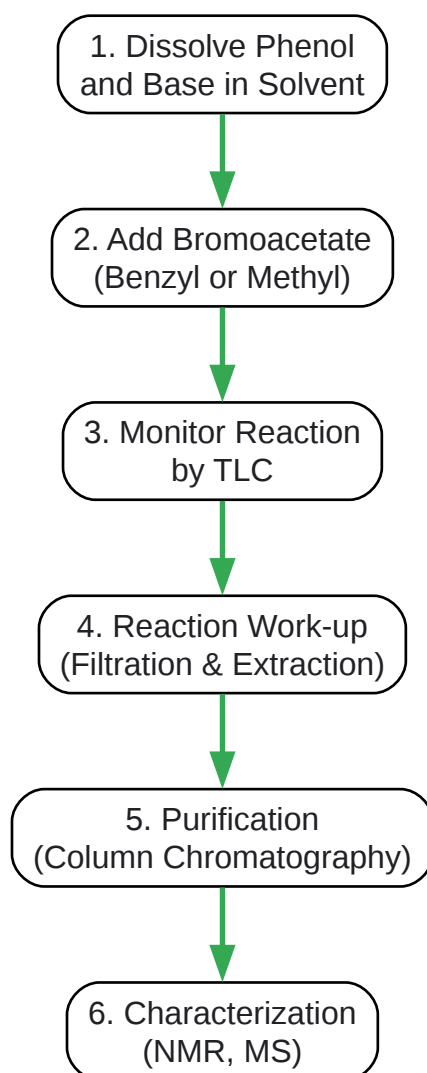 1. Dissolve Phenol
and Base in Solvent
2. Add Bromoacetate
(Benzyl or Methyl)
3. Monitor Reaction
by TLC
4. Reaction Work-up
(Filtration & Extraction)
5. Purification
(Column Chromatography)
6. Characterization
(NMR, MS)